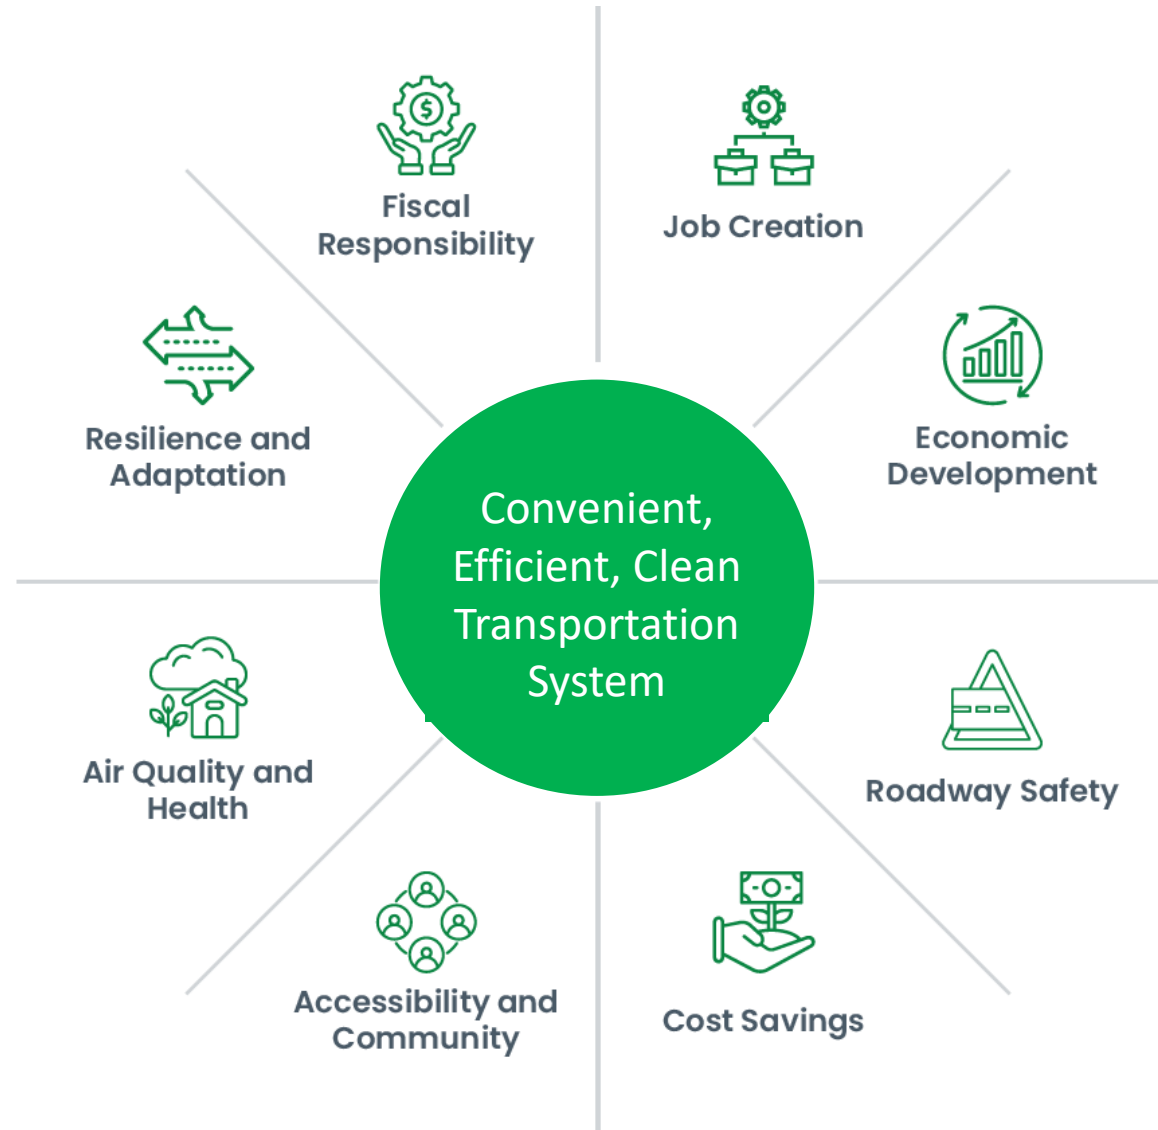 Fiscal
Responsibility
Job Creation
Resilience and
Adaptation
Economic
Development
Convenient,
Efficient, Clean
Transportation
System
Air Quality and
Health
Roadway Safety
Accessibility and
Community
Cost Savings
$